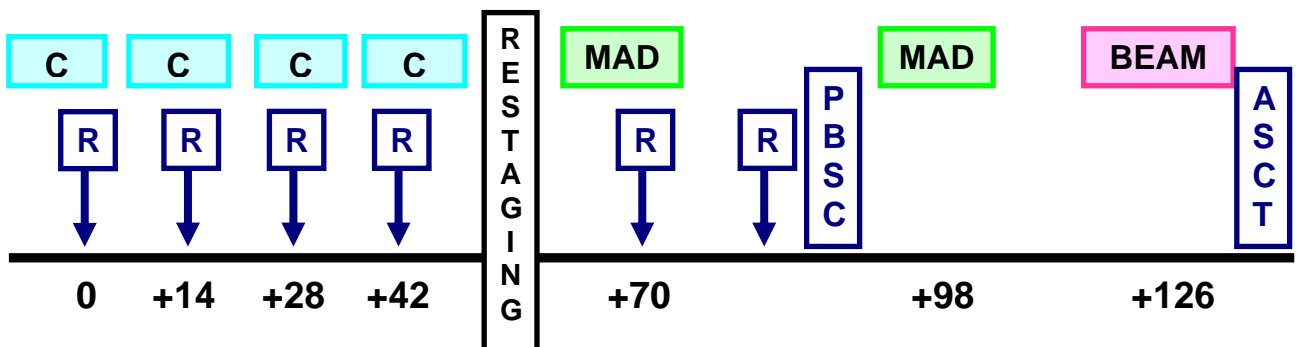 C C C C
RESTAGING
MAD MAD BEAM
R R R R R R
PBSC
ASCT
0 +14 +28 +42 +70 +98 +126